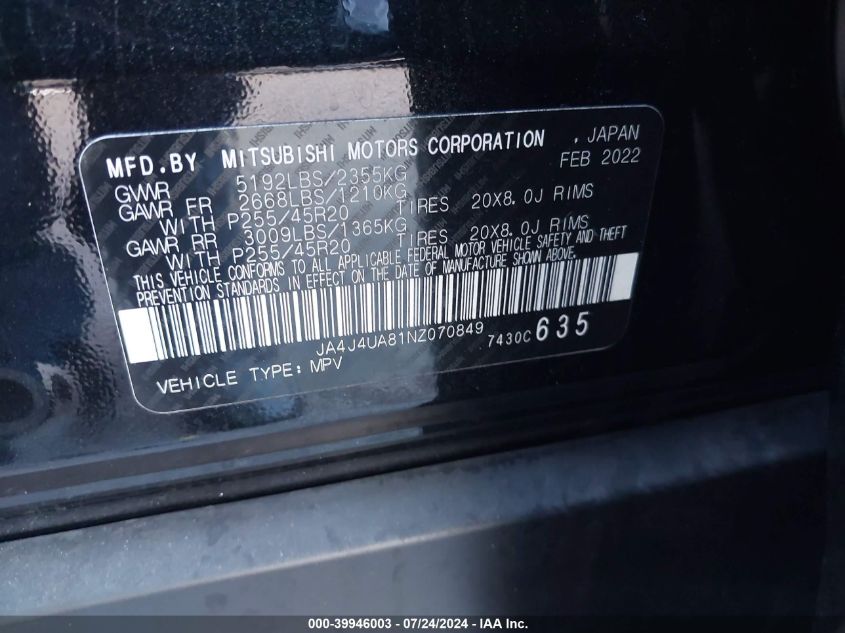 MFD.BY MITSUBISHI MOTORS CORPORATION . JAPAN
FEB 2022
GVWR 5192LBS/2355KG
GAWR FR 2668LBS/1210KG
WITH P255/45R20 TIRES 20X8.0J RIMS
GAWR RR 3009LBS/1365KG
WITH P255/45R20 TIRES 20X8.0J RIMS
THIS VEHICLE CONFORMS TO ALL APPLICABLE FEDERAL MOTOR VEHICLE SAFETY AND THEFT
PREVENTION STANDARDS IN EFFECT ON THE DATE OF MANUFACTURE SHOWN ABOVE.
JA4J4UA81NZ070849 7430C 635
VEHICLE TYPE: MPV
000-39946003 - 07/24/2024 - IAA Inc.